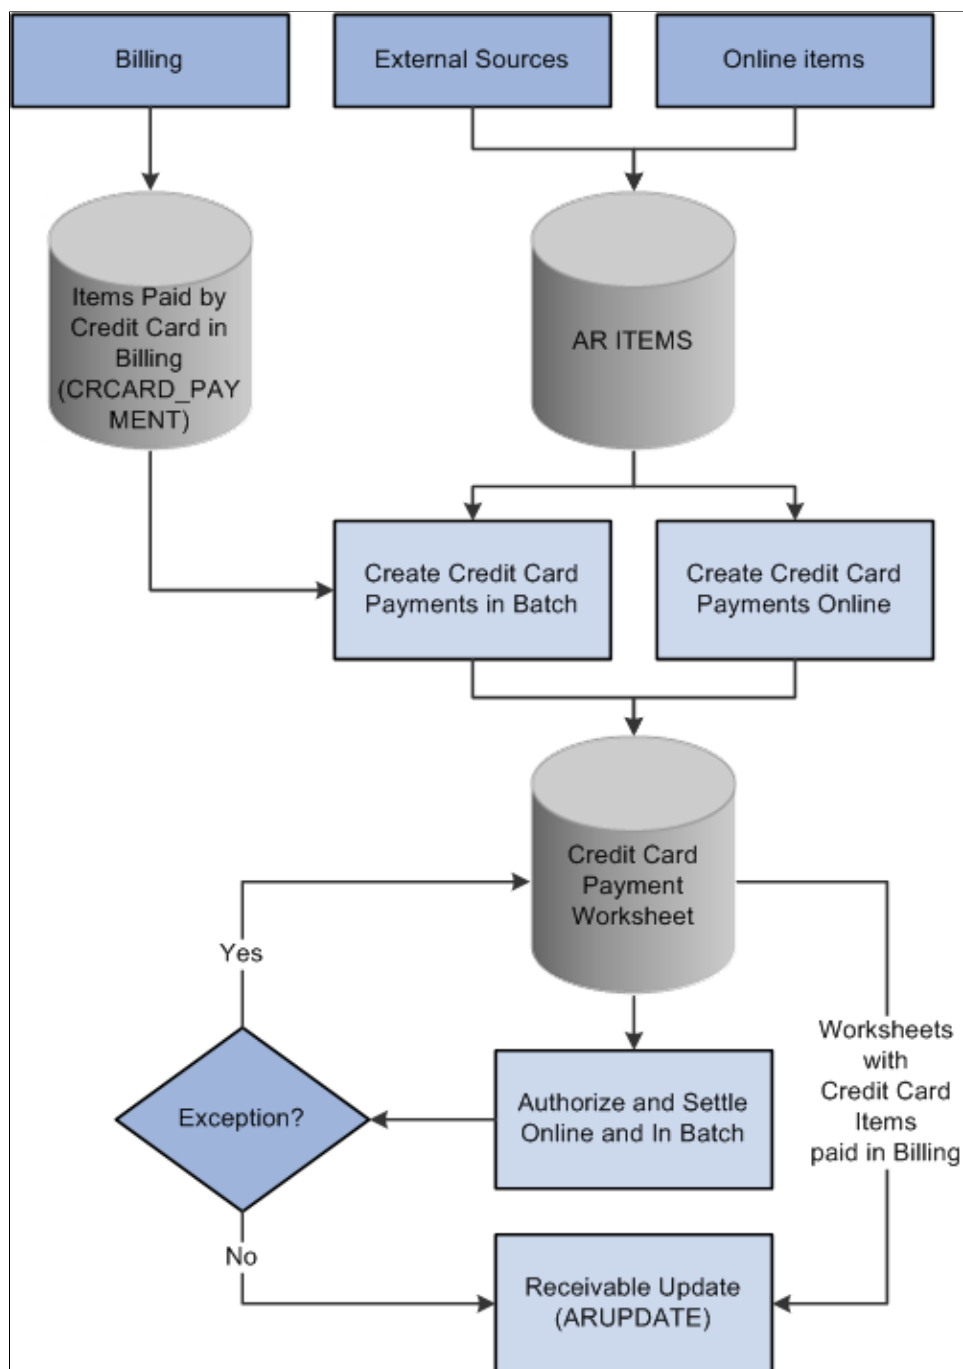 Billing
External Sources
Online items
Items Paid by
Credit Card in
Billing
(CRCARD_PAY
MENT)
AR ITEMS
Create Credit Card
Payments in Batch
Create Credit Card
Payments Online
Credit Card
Payment
Worksheet
Yes
Worksheets
with
Credit Card
Items
paid in Billing
Exception?
Authorize and Settle
Online and In Batch
No
Receivable Update
(ARUPDATE)